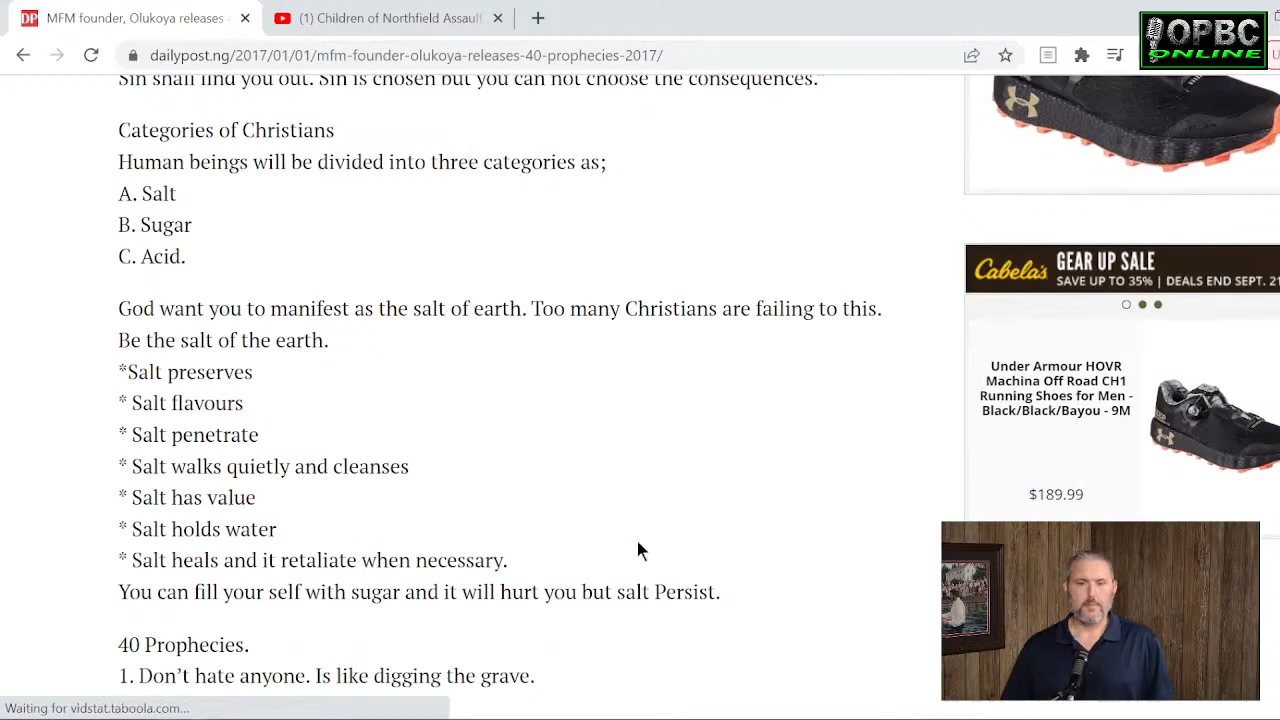 MFM founder, Olukoya releases
(1) Children of Northfield Assaul
OPBC
ONLINE
dailypost.ng/2017/01/01/mfm-founder-oluko
40-prophecies-2017/
Sin shall find you out. Sin is chosen but you can not choose the consequences."
Categories of Christians
Human beings will be divided into three categories as;
A. Salt
B. Sugar
C. Acid.
God want you to manifest as the salt of earth. Too many Christians are failing to this.
Be the salt of the earth.
*Salt preserves
* Salt flavours
* Salt penetrate
* Salt walks quietly and cleanses
* Salt has value
* Salt holds water
* Salt heals and it retaliate when necessary.
You can fill your self with sugar and it will hurt you but salt Persist.
40 Prophecies.
1. Don't hate anyone. Is like digging the grave.
Waiting for vidstat.taboola.com...
Cabela's
GEAR UP SALE
SAVE UP TO 35% | DEALS END SEPT. 21
Under Armour HOVR
Machina Off Road CH1
Running Shoes for Men -
Black/Black/Bayou - 9M
$189.99